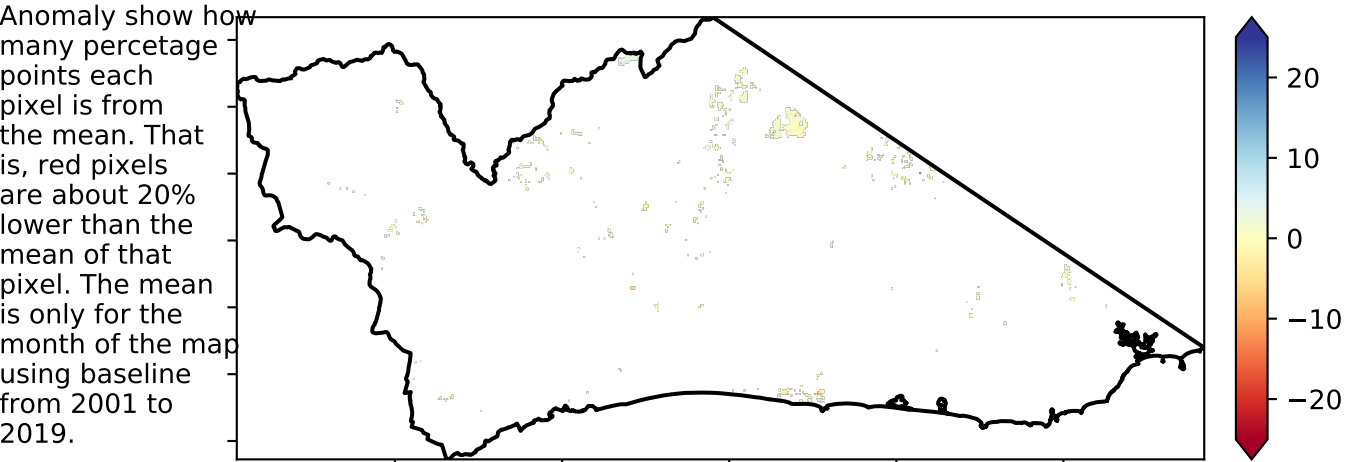 Anomaly show how
many percetage
points each
pixel is from
the mean. That
is, red pixels
are about 20%
lower than the
mean of that
pixel. The mean
is only for the
month of the map
using baseline
from 2001 to
2019.
20
10
0
−10
−20